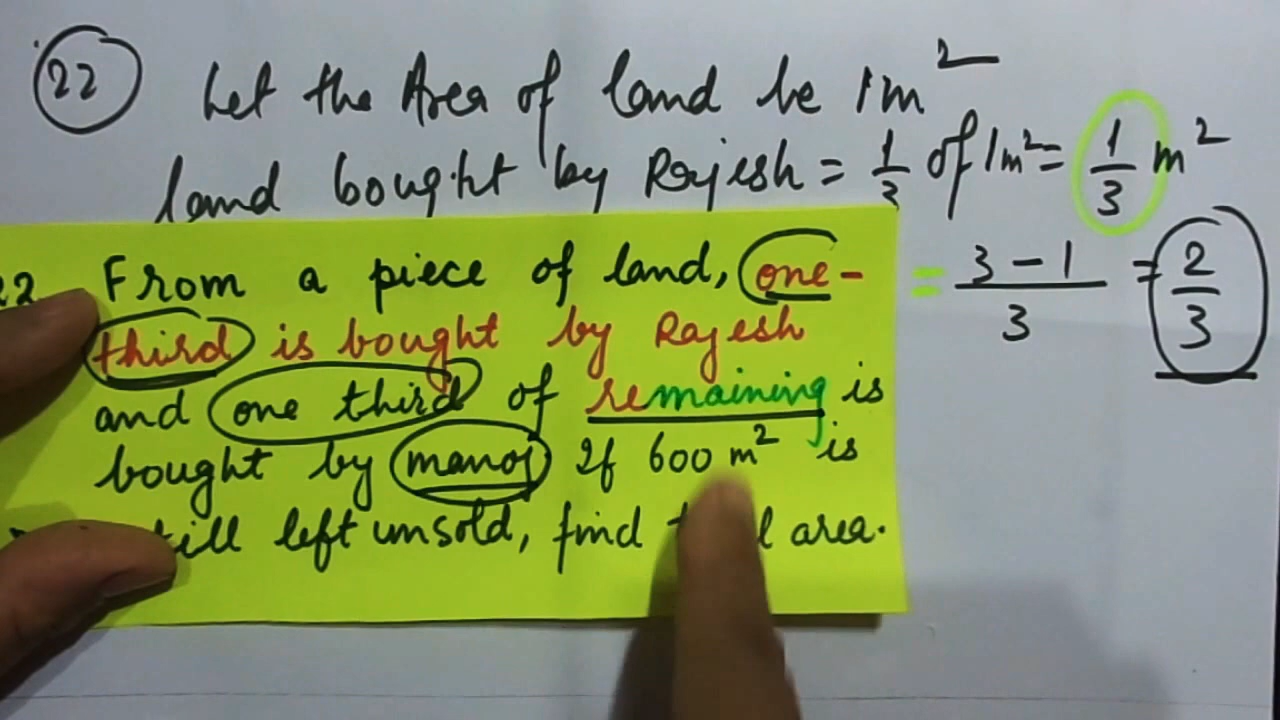 22 Let the Area of land be 1m²
land bought by Rajesh = 1/3 of 1m² = 1/3 m²
= 3-1/3 = 2/3
22 From a piece of land, one-
third is bought by Rajesh
and one third of remaining is
bought by manoj If 600 m² is
left unsold, find area.